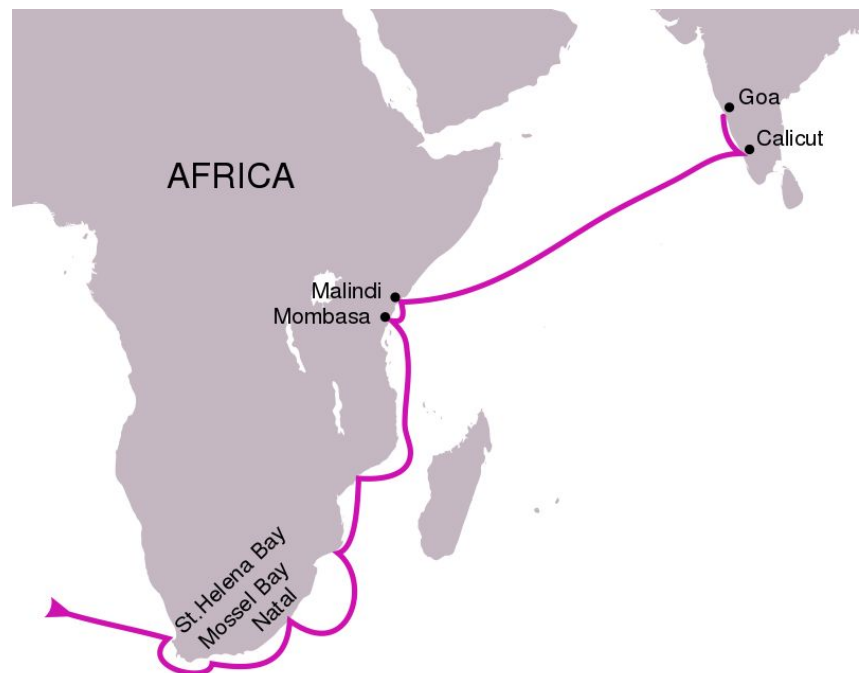 Goa
Calicut
AFRICA
Malindi
Mombasa
St.Helena Bay
Mossel Bay
Natal